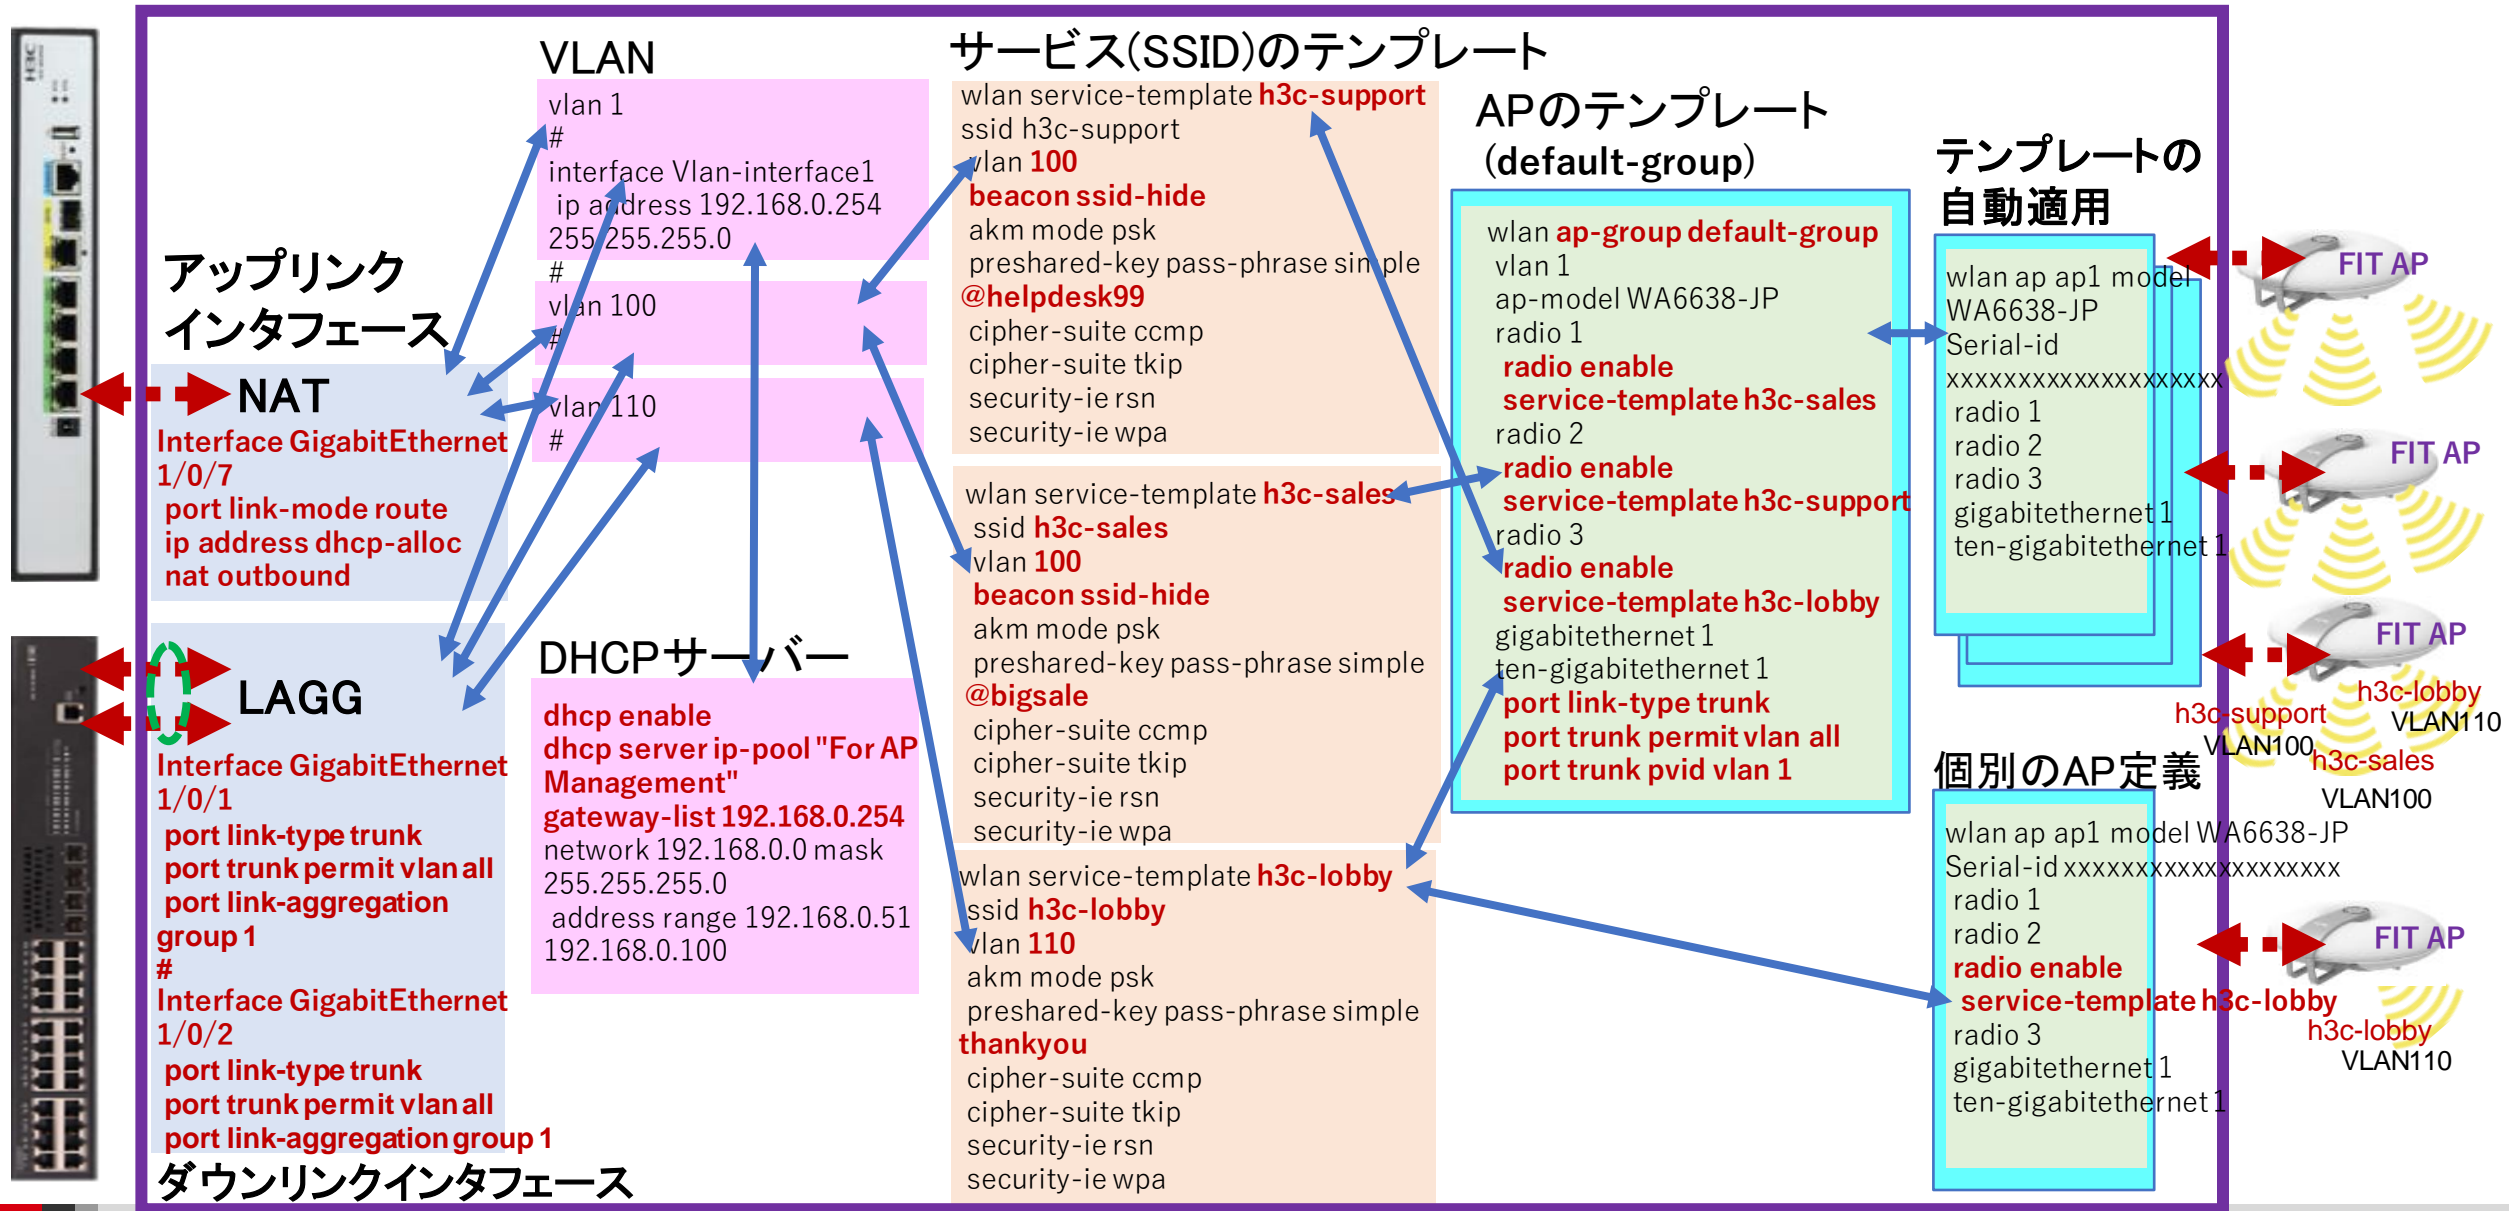 H3C
アップリンク
インタフェース
NAT
Interface GigabitEthernet
1/0/7
port link-mode route
ip address dhcp-alloc
nat outbound
LAGG
Interface GigabitEthernet
1/0/1
port link-type trunk
port trunk permit vlan all
port link-aggregation
group 1
#
Interface GigabitEthernet
1/0/2
port link-type trunk
port trunk permit vlan all
port link-aggregation group 1
ダウンリンクインタフェース
VLAN
vlan 1
#
interface Vlan-interface1
ip address 192.168.0.254
255.255.255.0
#
vlan 100
#
vlan 110
#
DHCPサーバー
dhcp enable
dhcp server ip-pool "For AP
Management"
gateway-list 192.168.0.254
network 192.168.0.0 mask
255.255.255.0
address range 192.168.0.51
192.168.0.100
サービス(SSID)のテンプレート
wlan service-template h3c-support
ssid h3c-support
vlan 100
beacon ssid-hide
akm mode psk
preshared-key pass-phrase simple
@helpdesk99
cipher-suite ccmp
cipher-suite tkip
security-ie rsn
security-ie wpa
wlan service-template h3c-sales
ssid h3c-sales
vlan 100
beacon ssid-hide
akm mode psk
preshared-key pass-phrase simple
@bigsale
cipher-suite ccmp
cipher-suite tkip
security-ie rsn
security-ie wpa
wlan service-template h3c-lobby
ssid h3c-lobby
vlan 110
akm mode psk
preshared-key pass-phrase simple
thankyou
cipher-suite ccmp
cipher-suite tkip
security-ie rsn
security-ie wpa
APのテンプレート
(default-group)
wlan ap-group default-group
vlan 1
ap-model WA6638-JP
radio 1
radio enable
service-template h3c-sales
radio 2
radio enable
service-template h3c-support
radio 3
radio enable
service-template h3c-lobby
gigabitethernet 1
ten-gigabitethernet 1
port link-type trunk
port trunk permit vlan all
port trunk pvid vlan 1
テンプレートの
自動適用
wlan ap ap1 model
WA6638-JP
Serial-id
xxxxxxxxxxxxxxxxxxxx
radio 1
radio 2
radio 3
gigabitethernet 1
ten-gigabitethernet 1
個別のAP定義
wlan ap ap1 model WA6638-JP
Serial-id xxxxxxxxxxxxxxxxxxxx
radio 1
radio 2
radio enable
service-template h3c-lobby
radio 3
gigabitethernet 1
ten-gigabitethernet 1
FIT AP
FIT AP
FIT AP
h3c-lobby
VLAN110
h3c-support
VLAN100
h3c-sales
VLAN100
FIT AP
h3c-lobby
VLAN110